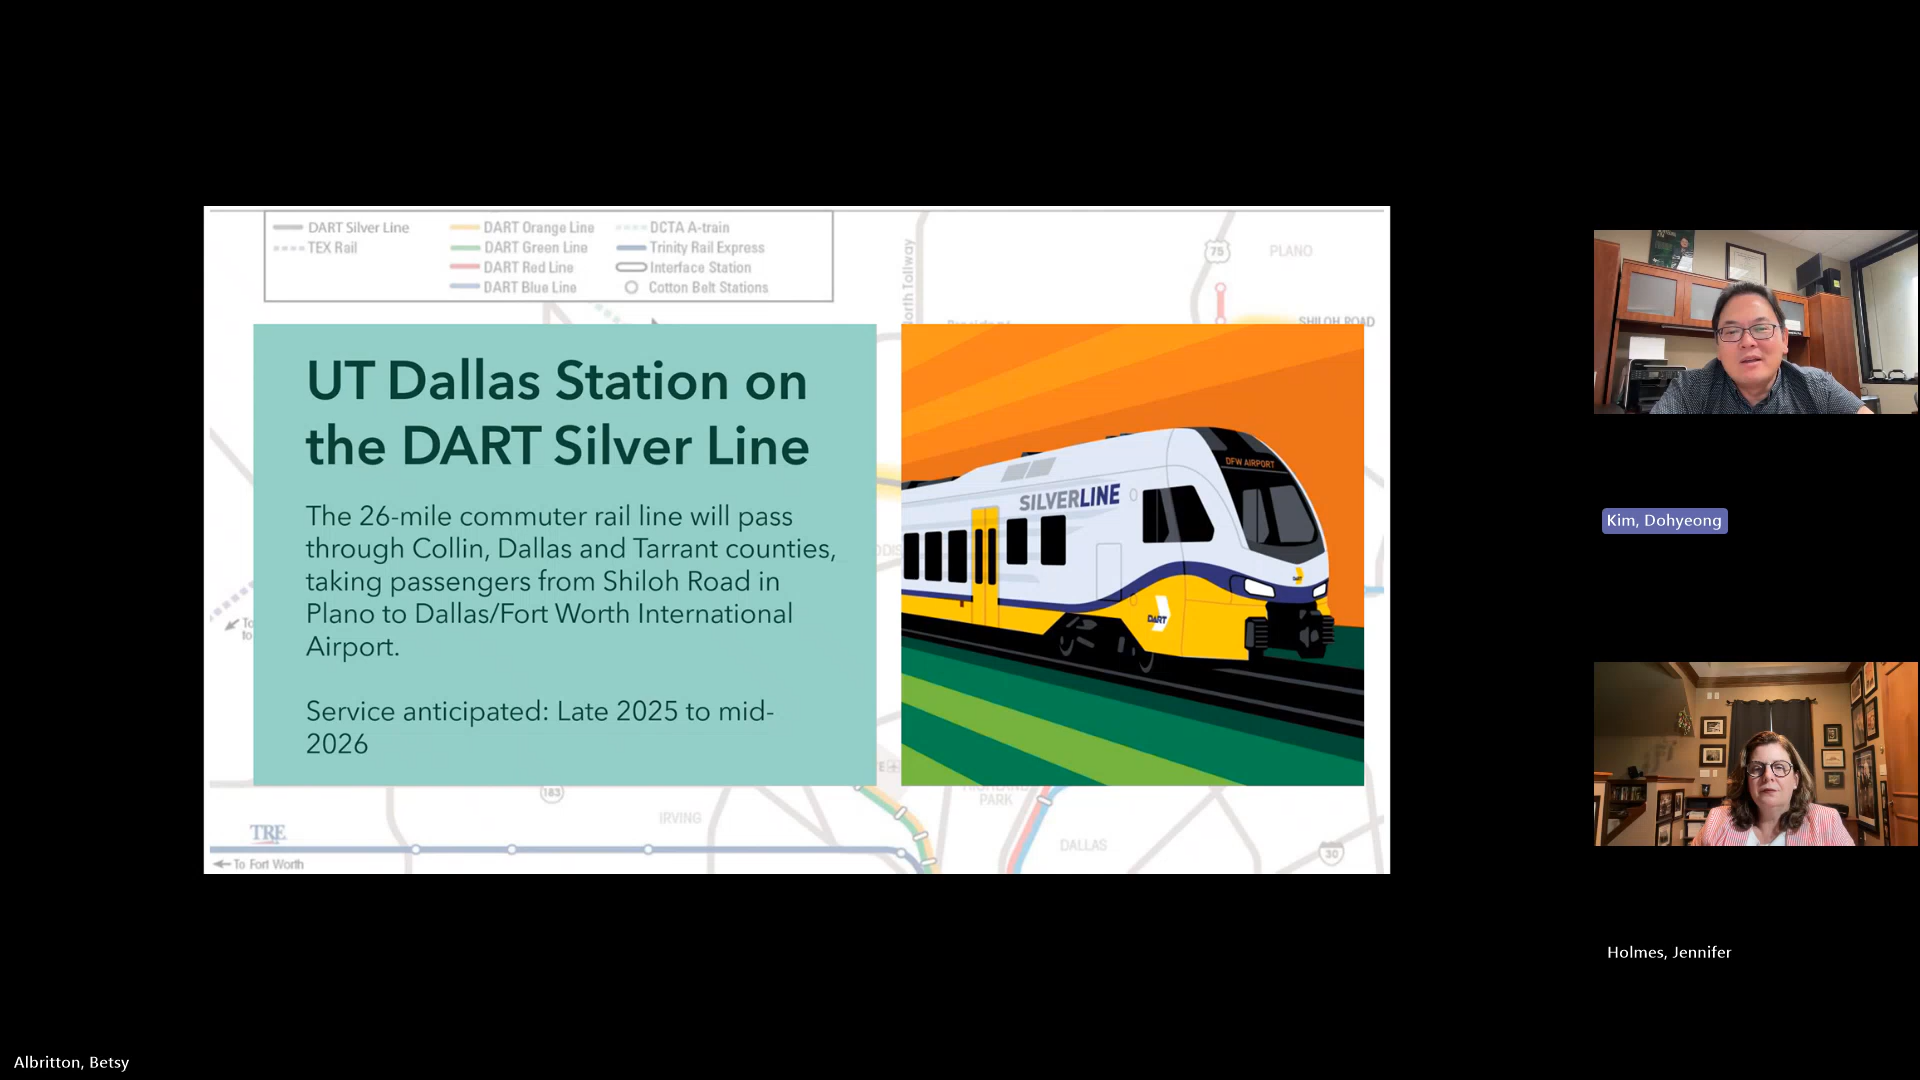 DART Silver Line
TEX Rail
DART Orange Line
DART Green Line
DART Red Line
DART Blue Line
DCTA A-train
Trinity Rail Express
Interface Station
Cotton Belt Stations
75
PLANO
SHILOH ROAD
UT Dallas Station on
the DART Silver Line
The 26-mile commuter rail line will pass
through Collin, Dallas and Tarrant counties,
taking passengers from Shiloh Road in
Plano to Dallas/Fort Worth International
Airport.
Service anticipated: Late 2025 to mid-
2026
DFW AIRPORT
SILVERLINE
DART
183
IRVING
PARK
DALLAS
30
TRE
To Fort Worth
Kim, Dohyeong
Holmes, Jennifer
Albritton, Betsy